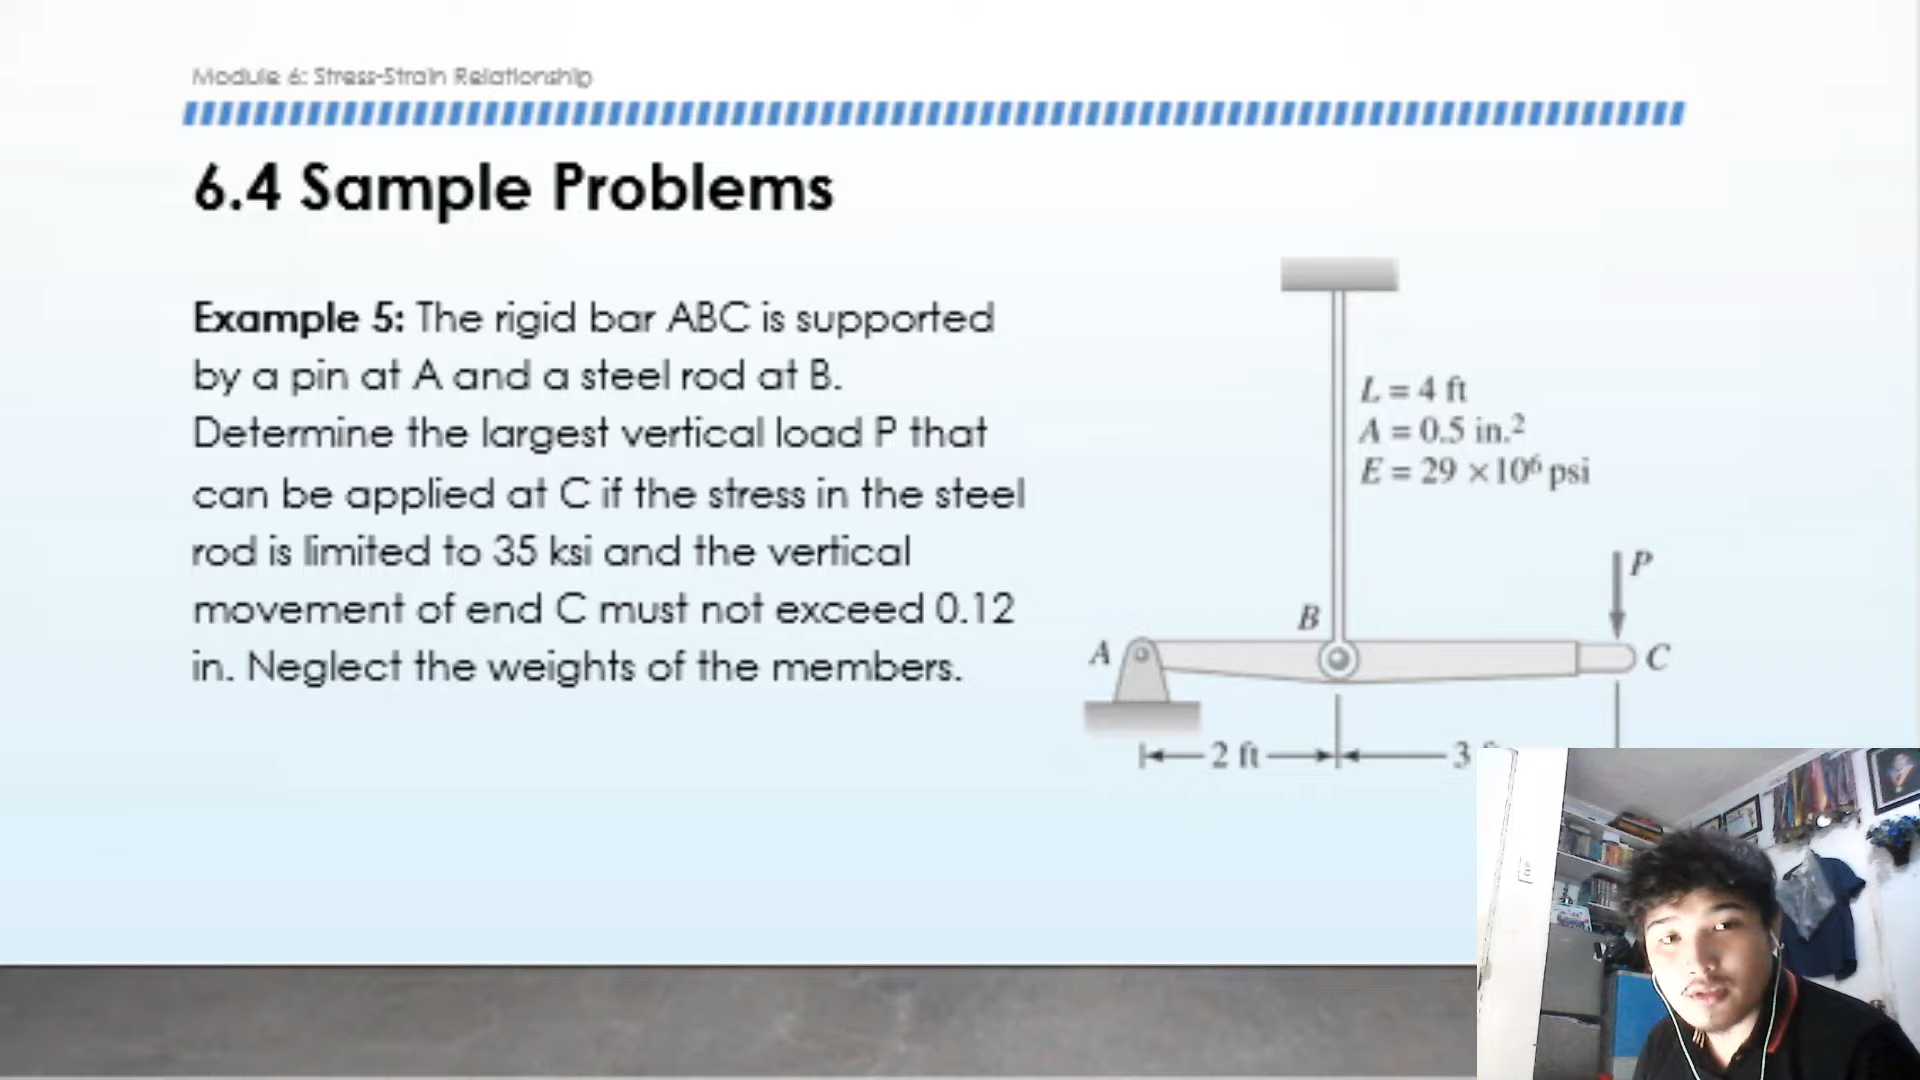 Module 6: Stress-Strain Relationship
6.4 Sample Problems
Example 5: The rigid bar ABC is supported
by a pin at A and a steel rod at B.
Determine the largest vertical load P that
can be applied at C if the stress in the steel
rod is limited to 35 ksi and the vertical
movement of end C must not exceed 0.12
in. Neglect the weights of the members.
L = 4 ft
A = 0.5 in.²
E = 29 × 10⁶ psi
P
B
A
C
2 ft
3